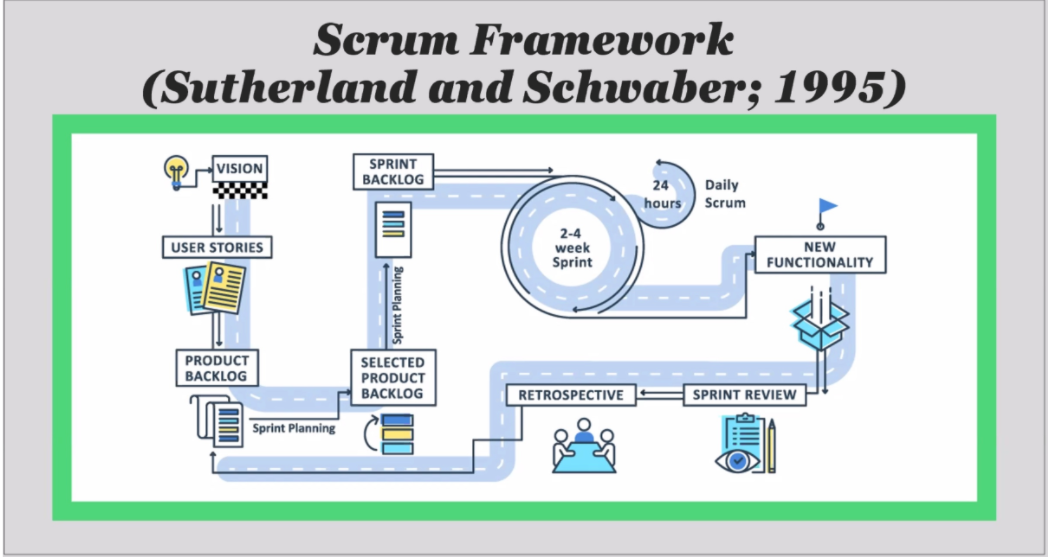 Scrum Framework
(Sutherland and Schwaber; 1995)
VISION
USER STORIES
PRODUCT
BACKLOG
Sprint Planning
SELECTED
PRODUCT
BACKLOG
Sprint Planning
SPRINT
BACKLOG
2-4
week
Sprint
24
hours
Daily
Scrum
NEW
FUNCTIONALITY
SPRINT REVIEW
RETROSPECTIVE